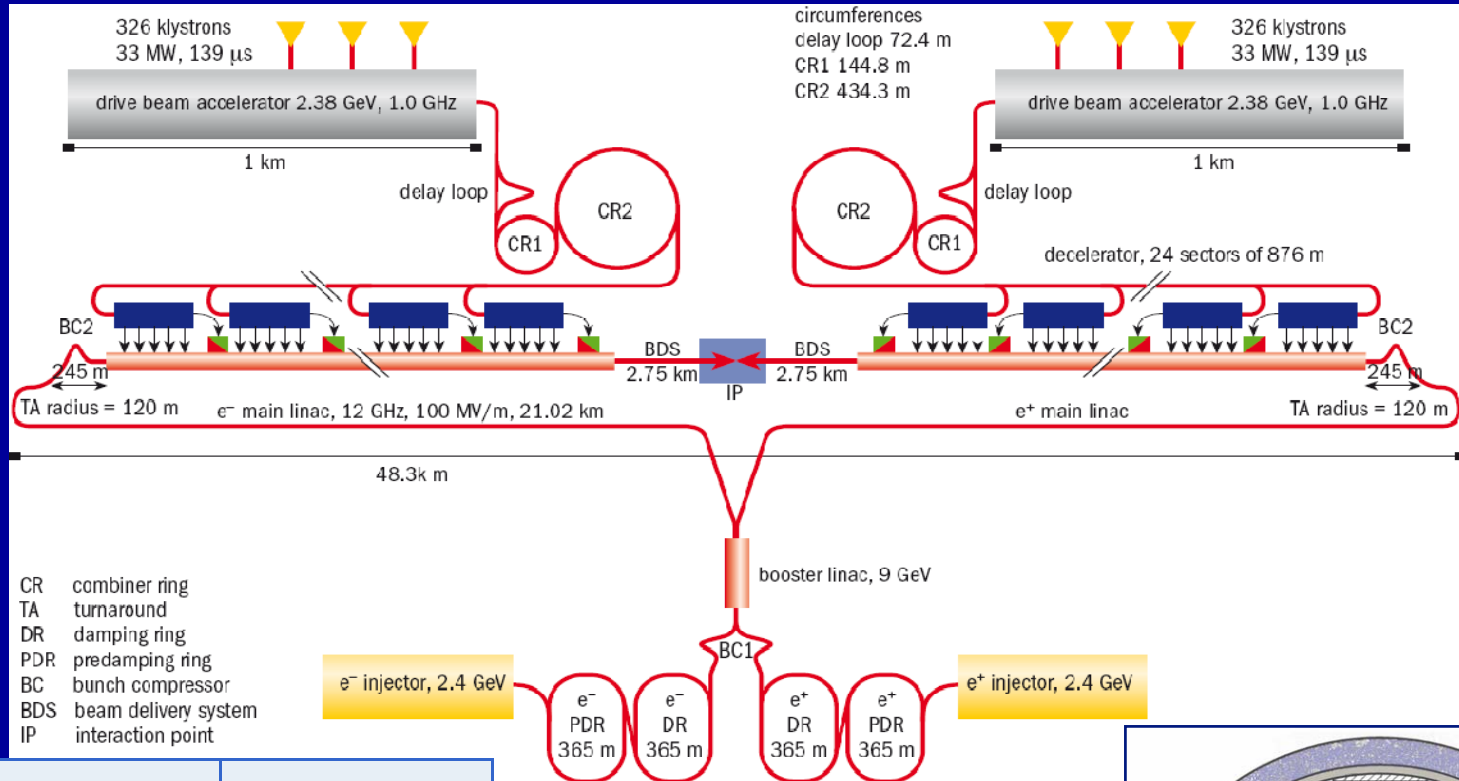 326 klystrons
33 MW, 139 μs
circumferences
delay loop 72.4 m
CR1 144.8 m
CR2 434.3 m
326 klystrons
33 MW, 139 μs
drive beam accelerator 2.38 GeV, 1.0 GHz
drive beam accelerator 2.38 GeV, 1.0 GHz
1 km
1 km
delay loop
CR2
CR1
CR2
delay loop
CR1
decelerator, 24 sectors of 876 m
BC2
BC2
BDS
2.75 km
IP
BDS
2.75 km
245 m
245 m
TA radius = 120 m
e⁻ main linac, 12 GHz, 100 MV/m, 21.02 km
e⁺ main linac
TA radius = 120 m
48.3k m
booster linac, 9 GeV
CR combiner ring
TA turnaround
DR damping ring
PDR predamping ring
BC bunch compressor
BDS beam delivery system
IP interaction point
BC1
e⁻ injector, 2.4 GeV
e⁻
PDR
365 m
e⁻
DR
365 m
e⁺
DR
365 m
e⁺
PDR
365 m
e⁺ injector, 2.4 GeV